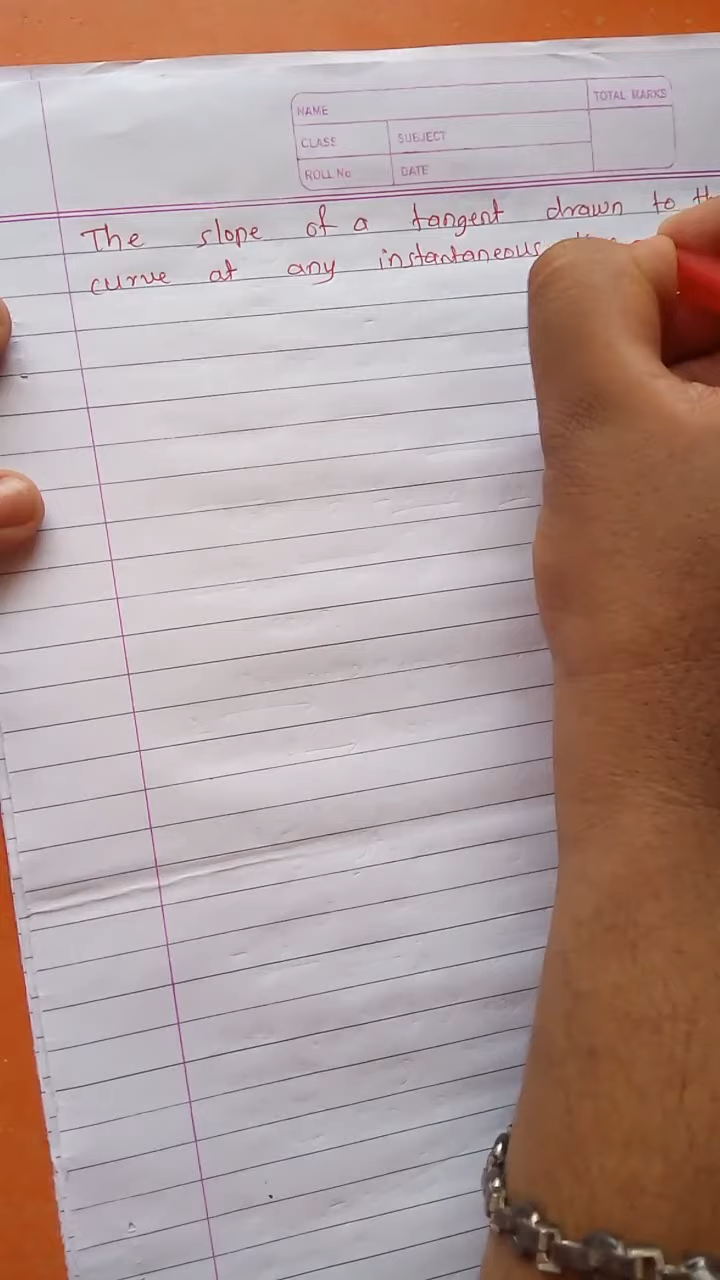 NAME
TOTAL MARKS
CLASS
SUBJECT
ROLL No
DATE
The slope of a tangent drawn to
curve at any instantaneous